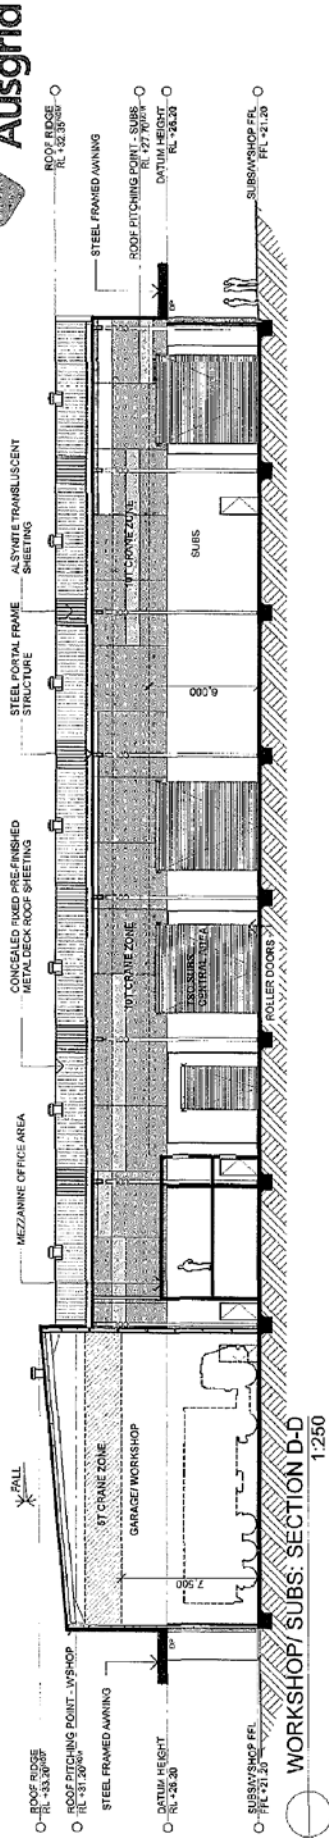 Ausgrid
ROOF RIDGE
RL +33.20
ROOF PITCHING POINT - W'SHOP
RL +31.20
STEEL FRAMED AWNING
DATUM HEIGHT
RL +26.20
SUBS/W'SHOP FFL
FFL +21.20
FALL
5T CRANE ZONE
GARAGE/ WORKSHOP
7,500
DP
MEZZANINE OFFICE AREA
CONCEALED FIXED PRE-FINISHED
METAL DECK ROOF SHEETING
STEEL PORTAL FRAME
STRUCTURE
ALSYNITE TRANSLUSCENT
SHEETING
10T CRANE ZONE
T&D SUBS
CENTRAL AREA
ROLLER DOORS
6,000
10T CRANE ZONE
SUBS
DP
ROOF RIDGE
RL +32.35
STEEL FRAMED AWNING
ROOF PITCHING POINT - SUBS
RL +27.70
DATUM HEIGHT
RL +26.20
SUBS/W'SHOP FFL
FFL +21.20
WORKSHOP/ SUBS: SECTION D-D
1:250